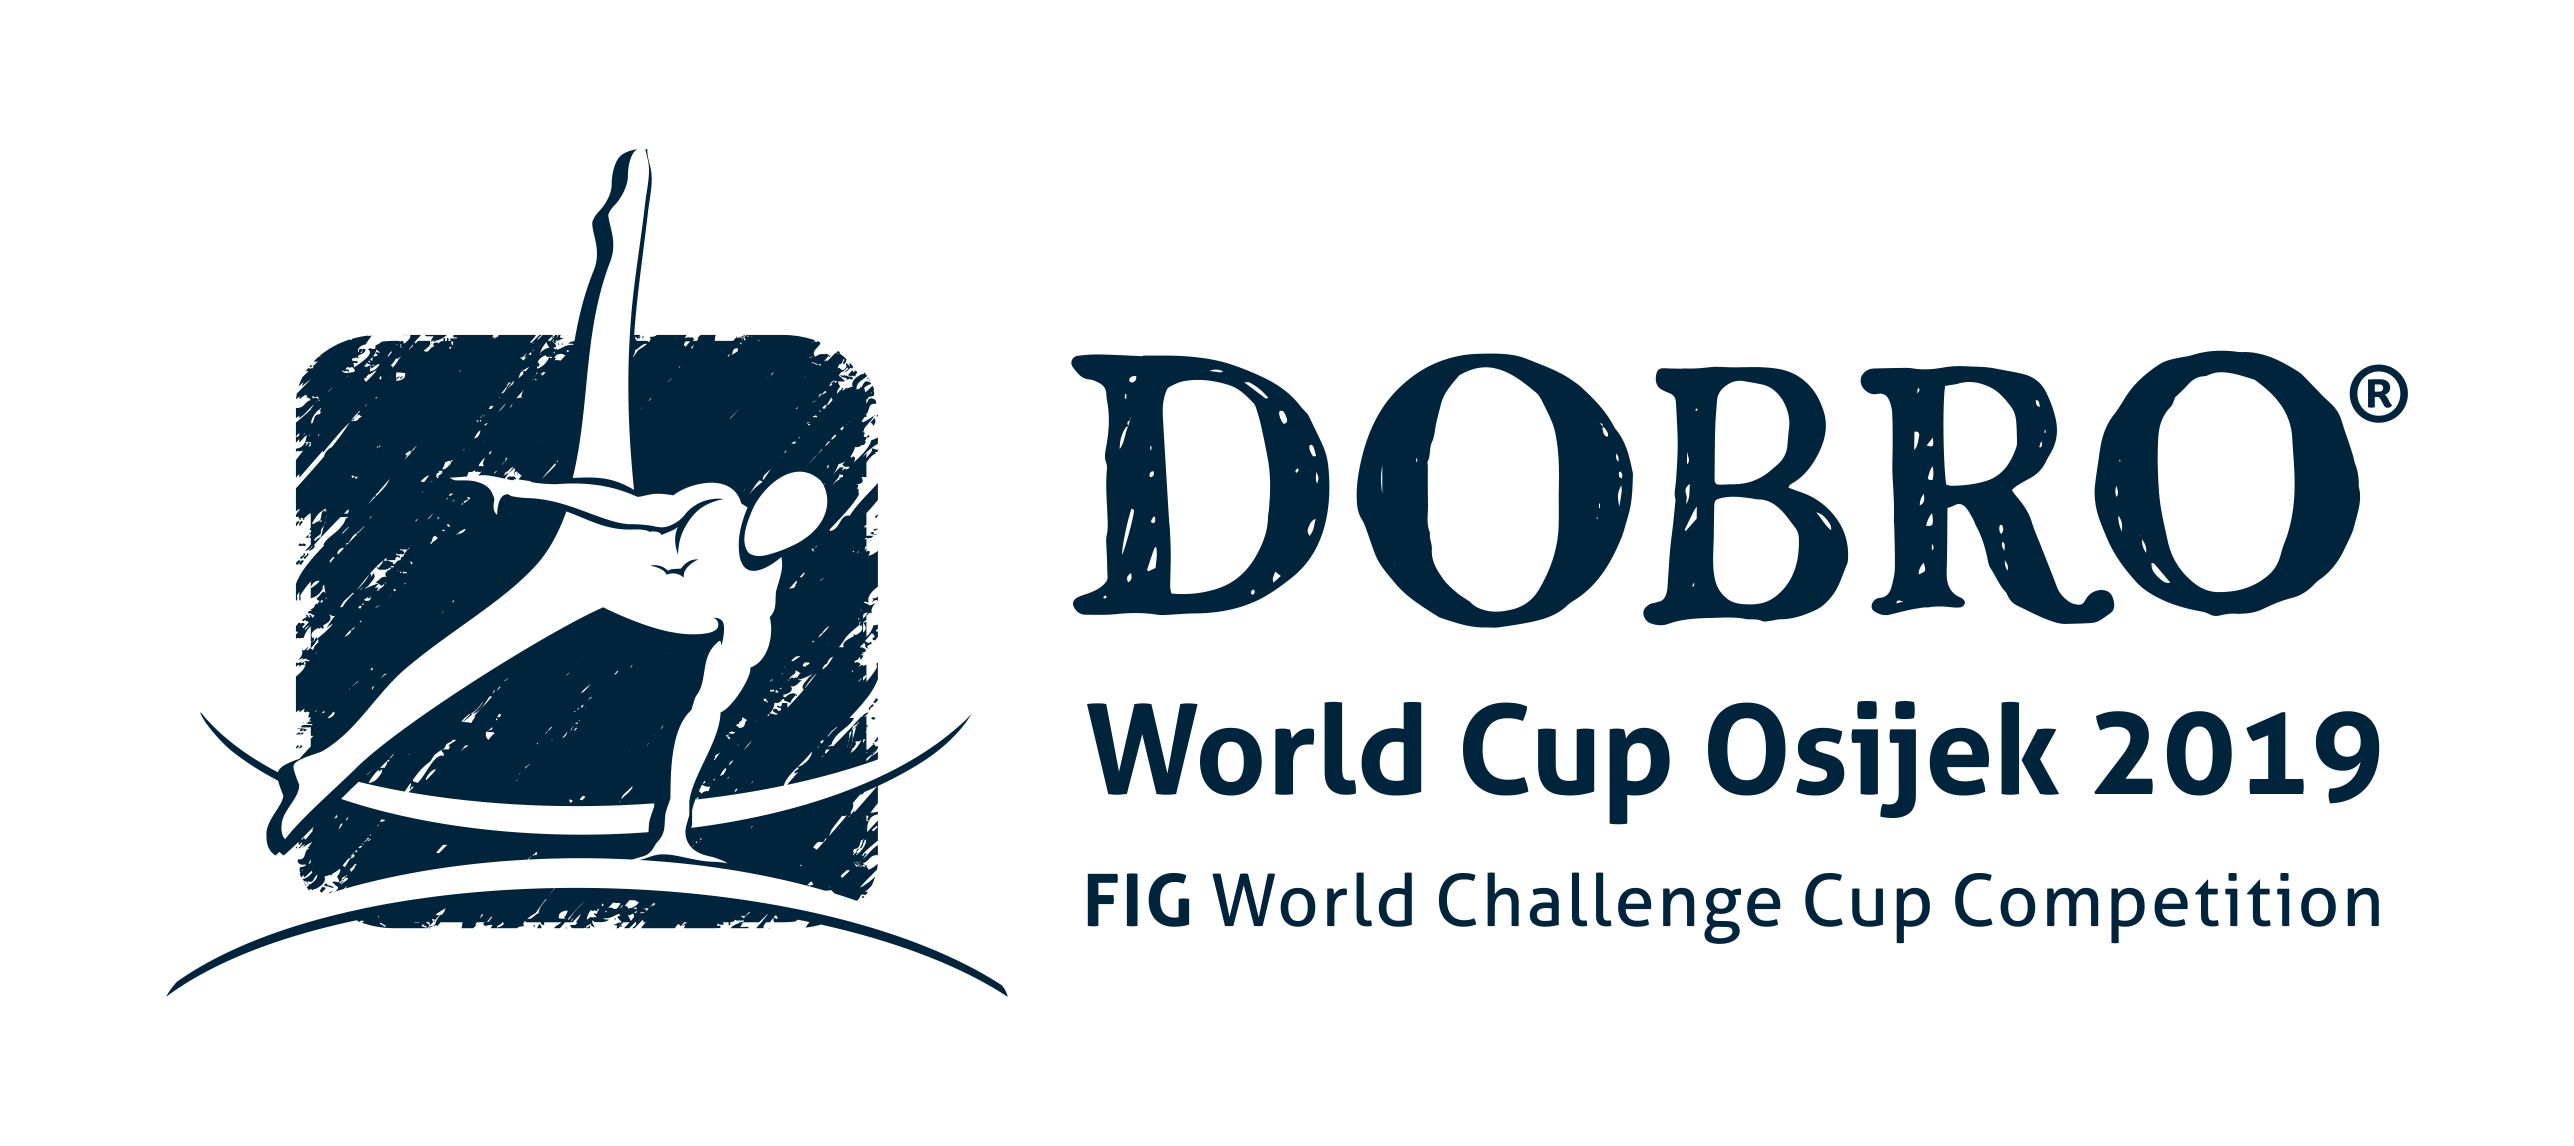 DOBRO®
World Cup Osijek 2019
FIG World Challenge Cup Competition